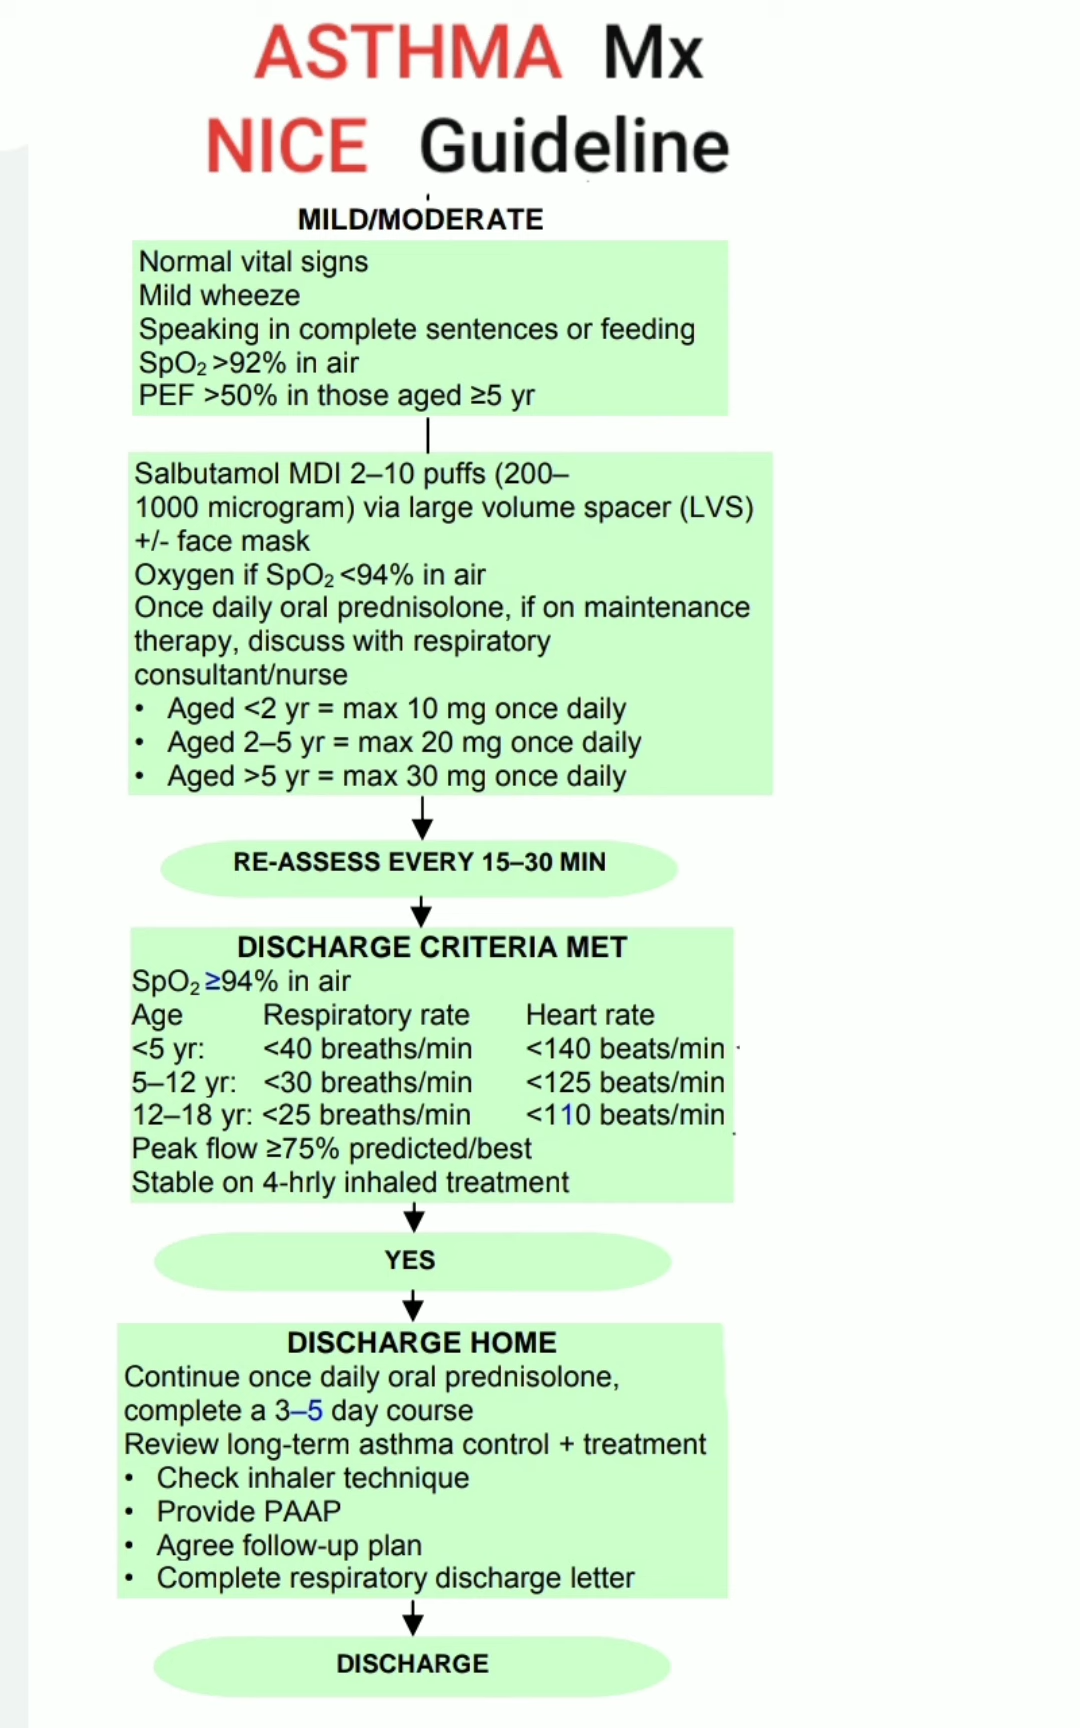 ASTHMA Mx
NICE Guideline
MILD/MODERATE
Normal vital signs
Mild wheeze
Speaking in complete sentences or feeding
SpO₂ >92% in air
PEF >50% in those aged ≥5 yr
Salbutamol MDI 2–10 puffs (200–
1000 microgram) via large volume spacer (LVS)
+/- face mask
Oxygen if SpO₂ <94% in air
Once daily oral prednisolone, if on maintenance
therapy, discuss with respiratory
consultant/nurse
• Aged <2 yr = max 10 mg once daily
• Aged 2–5 yr = max 20 mg once daily
• Aged >5 yr = max 30 mg once daily
RE-ASSESS EVERY 15–30 MIN
DISCHARGE CRITERIA MET
SpO₂ ≥94% in air
Age Respiratory rate Heart rate
<5 yr: <40 breaths/min <140 beats/min
5–12 yr: <30 breaths/min <125 beats/min
12–18 yr: <25 breaths/min <110 beats/min
Peak flow ≥75% predicted/best
Stable on 4-hrly inhaled treatment
YES
DISCHARGE HOME
Continue once daily oral prednisolone,
complete a 3–5 day course
Review long-term asthma control + treatment
• Check inhaler technique
• Provide PAAP
• Agree follow-up plan
• Complete respiratory discharge letter
DISCHARGE